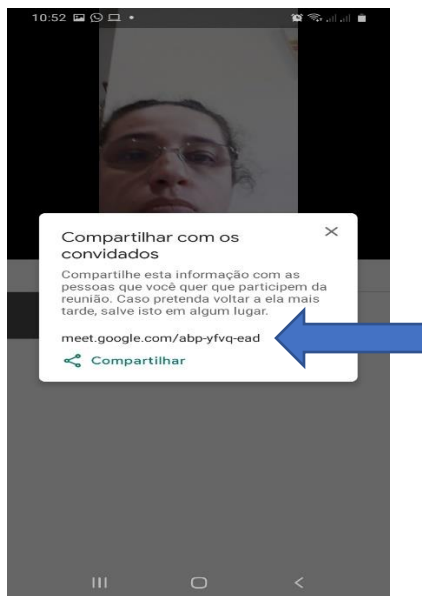 10:52
Compartilhar com os
convidados
Compartilhe esta informação com as
pessoas que você quer que participem da
reunião. Caso pretenda voltar a ela mais
tarde, salve isto em algum lugar.
meet.google.com/abp-yfvq-ead
Compartilhar